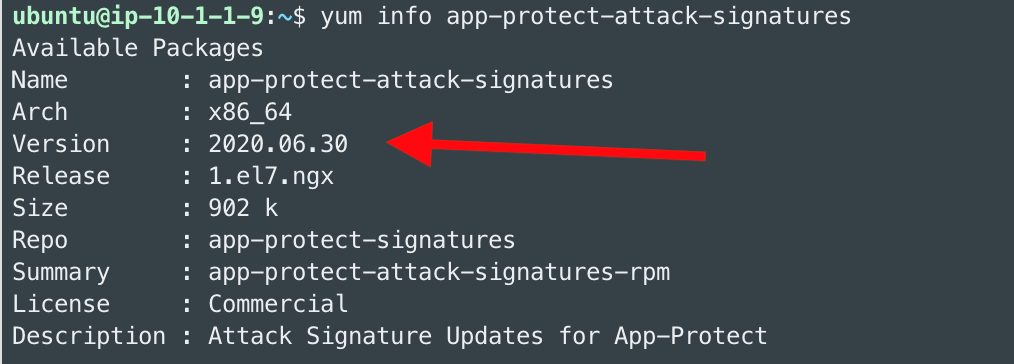 ubuntu@ip-10-1-1-9:~$ yum info app-protect-attack-signatures
Available Packages
Name        : app-protect-attack-signatures
Arch        : x86_64
Version     : 2020.06.30
Release     : 1.el7.ngx
Size        : 902 k
Repo        : app-protect-signatures
Summary     : app-protect-attack-signatures-rpm
License     : Commercial
Description : Attack Signature Updates for App-Protect